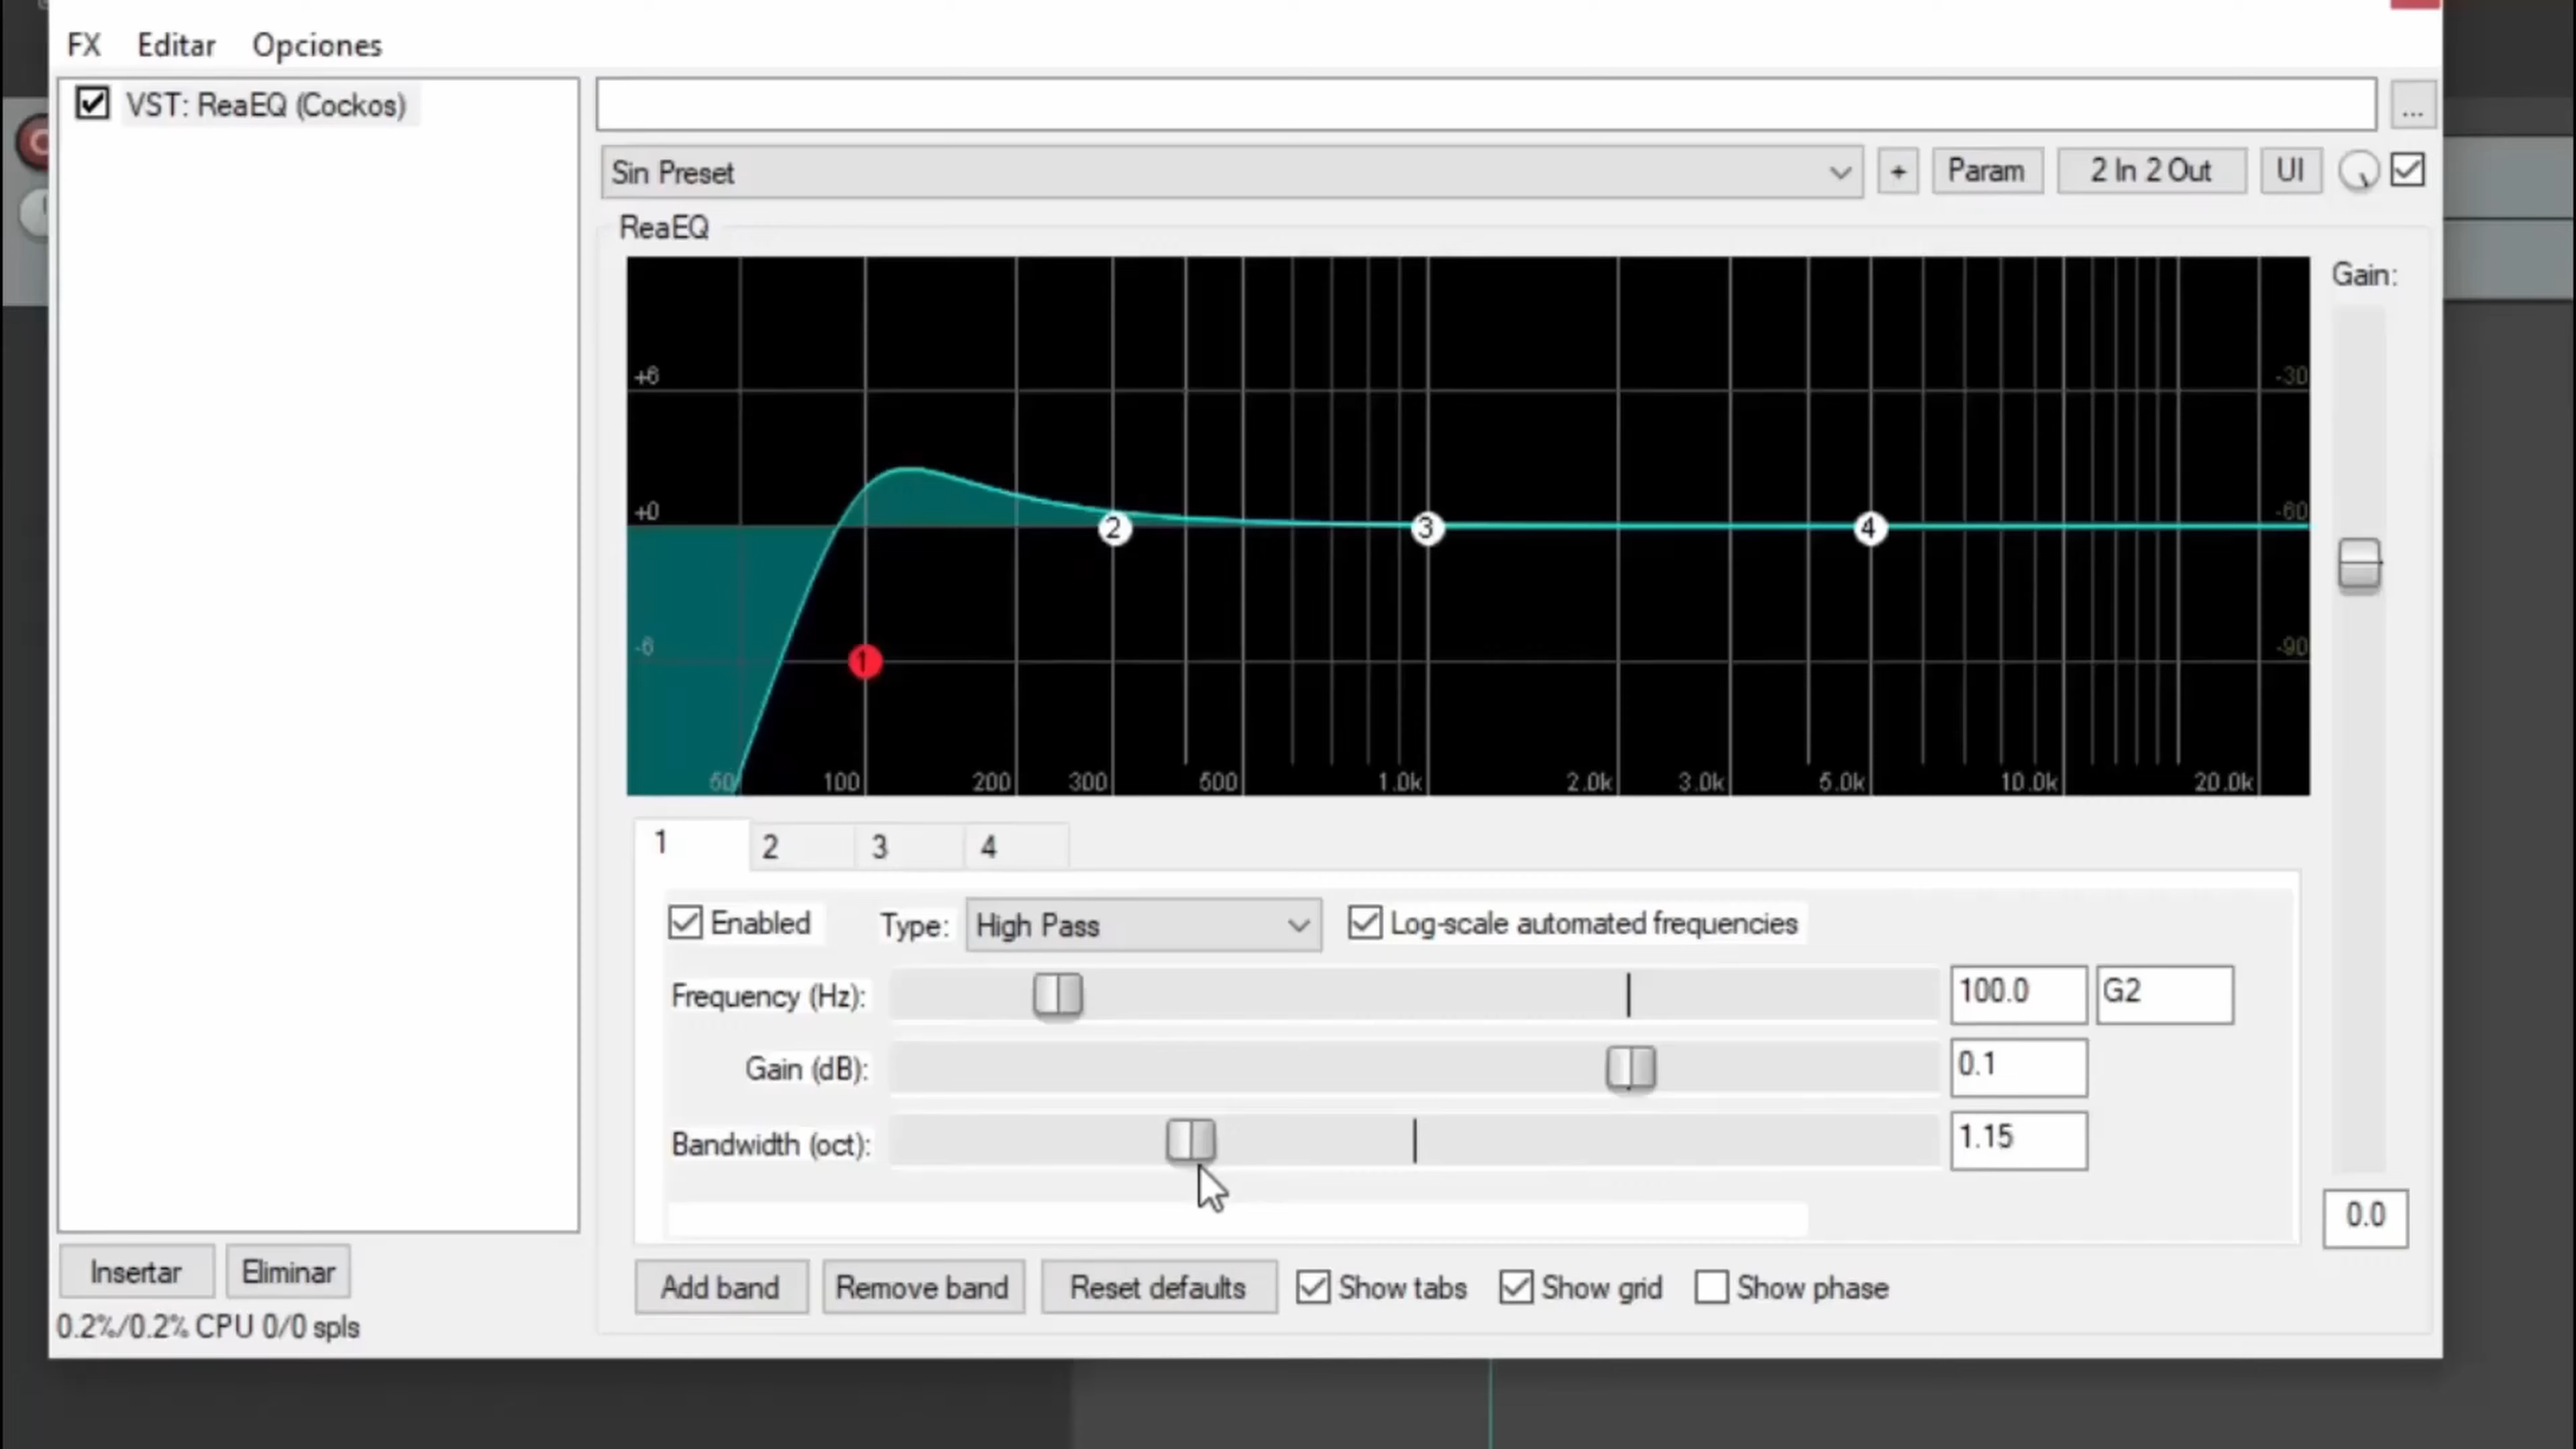 FX Editar Opciones
VST: ReaEQ (Cockos)
...
Sin Preset + Param 2 In 2 Out UI
ReaEQ
Gain:
+6 -30
+0 -60
-6 -90
2 3 4
1
50 100 200 300 500 1.0k 2.0k 3.0k 5.0k 10.0k 20.0k
1 2 3 4
Enabled Type: High Pass Log-scale automated frequencies
Frequency (Hz): 100.0 G2
Gain (dB): 0.1
Bandwidth (oct): 1.15
0.0
Insertar Eliminar
Add band Remove band Reset defaults Show tabs Show grid Show phase
0.2%/0.2% CPU 0/0 spls